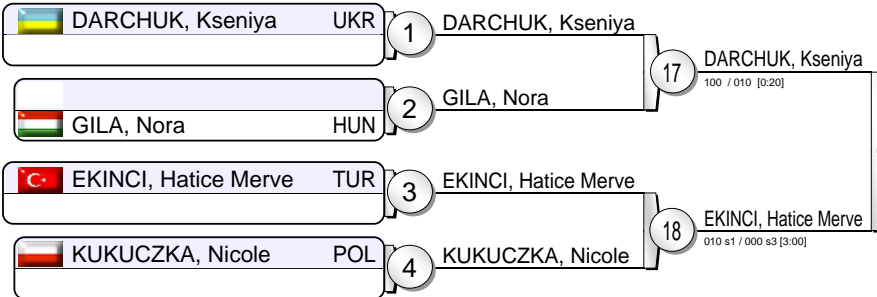 DARCHUK, Kseniya UKR
1
DARCHUK, Kseniya
17
DARCHUK, Kseniya
100 / 010 [0:20]
2
GILA, Nora
GILA, Nora HUN
EKINCI, Hatice Merve TUR
3
EKINCI, Hatice Merve
18
EKINCI, Hatice Merve
010 s1 / 000 s3 [3:00]
KUKUCZKA, Nicole POL
4
KUKUCZKA, Nicole